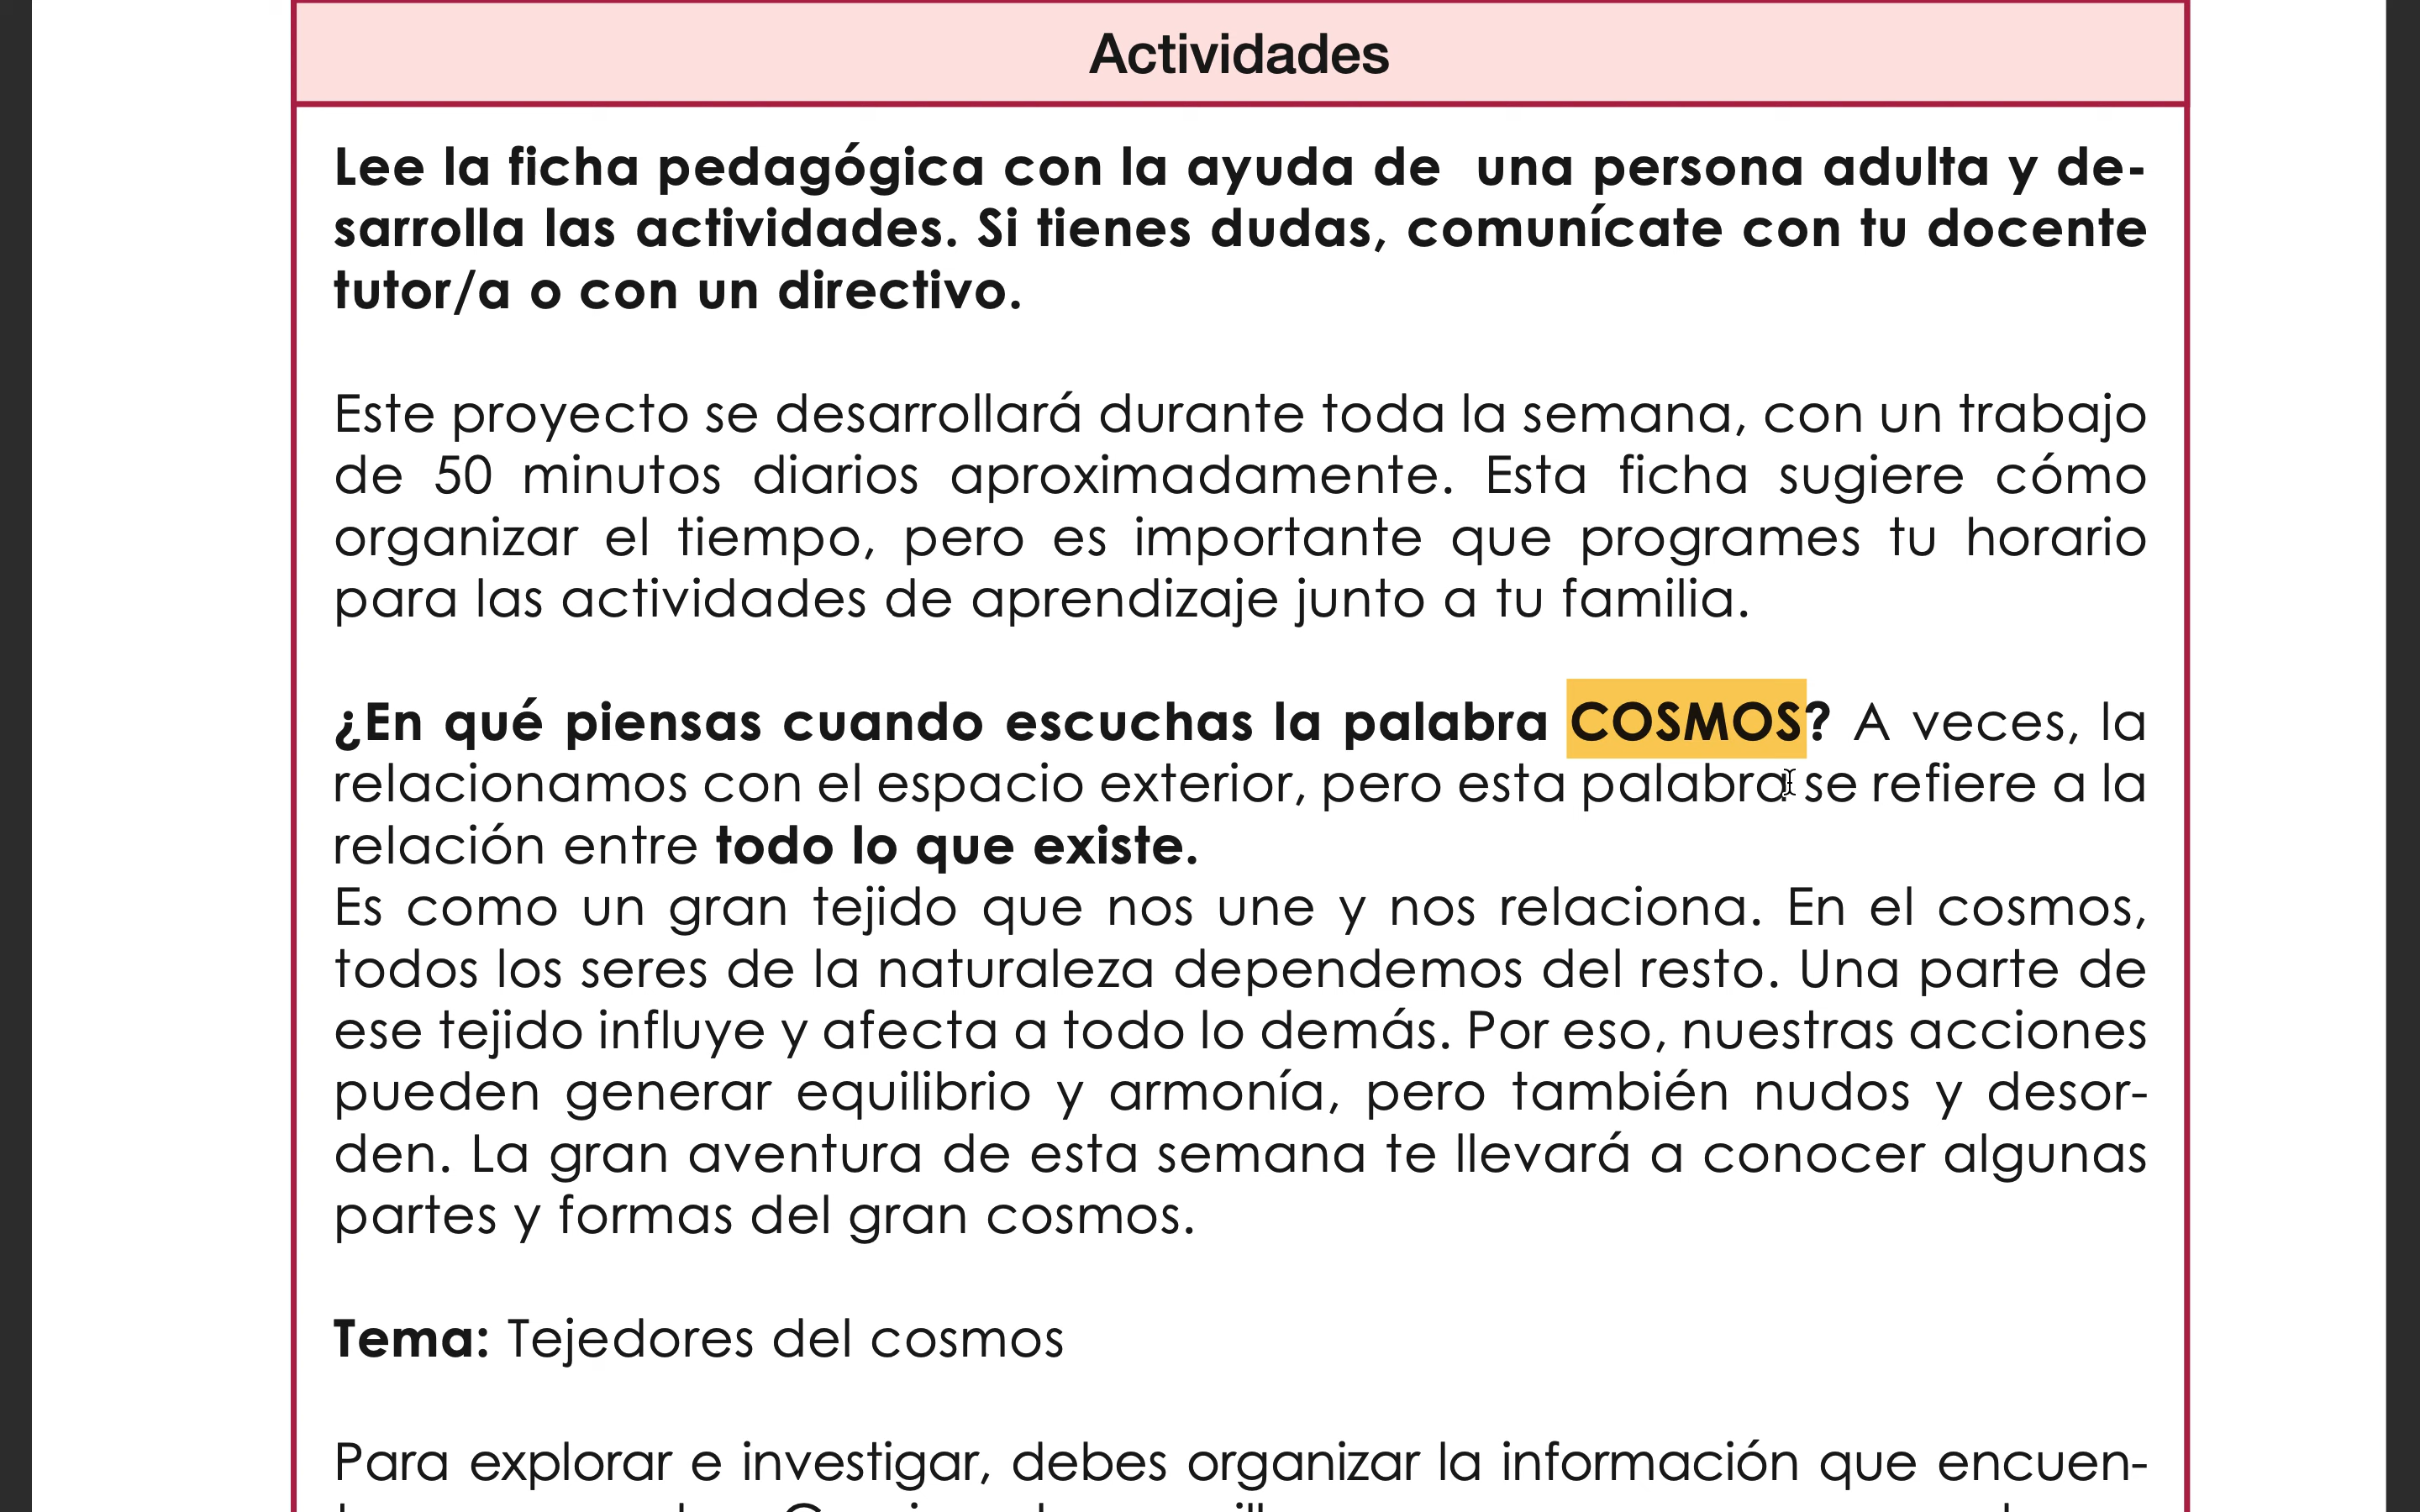 Actividades
Lee la ficha pedagógica con la ayuda de  una persona adulta y de-
sarrolla las actividades. Si tienes dudas, comunícate con tu docente
tutor/a o con un directivo.
Este proyecto se desarrollará durante toda la semana, con un trabajo
de 50 minutos diarios aproximadamente. Esta ficha sugiere cómo
organizar el tiempo, pero es importante que programes tu horario
para las actividades de aprendizaje junto a tu familia.
¿En qué piensas cuando escuchas la palabra COSMOS? A veces, la
relacionamos con el espacio exterior, pero esta palabra se refiere a la
relación entre todo lo que existe.
Es como un gran tejido que nos une y nos relaciona. En el cosmos,
todos los seres de la naturaleza dependemos del resto. Una parte de
ese tejido influye y afecta a todo lo demás. Por eso, nuestras acciones
pueden generar equilibrio y armonía, pero también nudos y desor-
den. La gran aventura de esta semana te llevará a conocer algunas
partes y formas del gran cosmos.
Tema: Tejedores del cosmos
Para explorar e investigar, debes organizar la información que encuen-